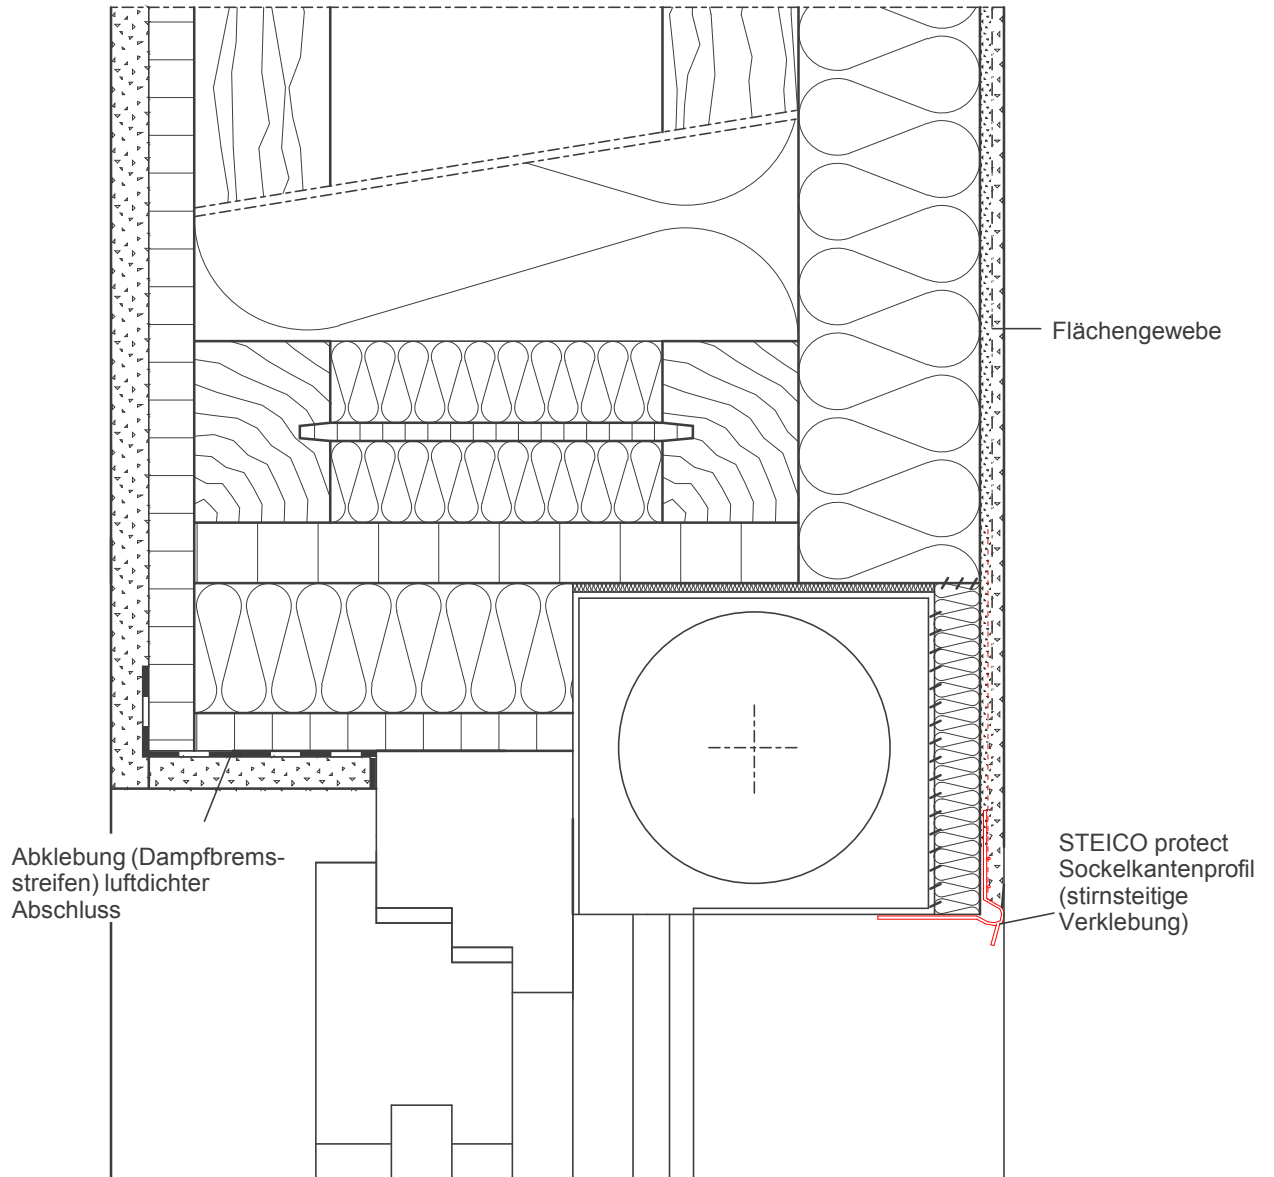 Flächengewebe
Abklebung (Dampfbrems-
streifen) luftdichter
Abschluss
STEICO protect
Sockelkantenprofil
(stirnsteitige
Verklebung)